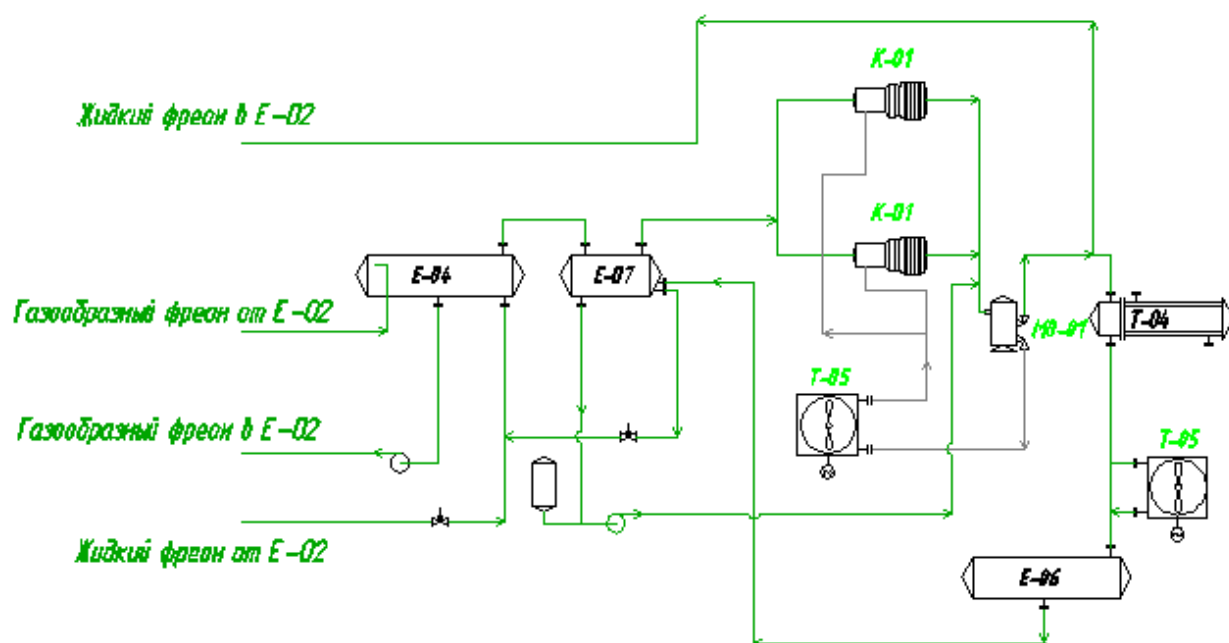 К-01
Жидкий фреон в Е-02
К-01
Е-04
Е-07
Газообразный фреон от Е-02
МО-01
Т-04
Т-05
Газообразный фреон в Е-02
Т-05
Жидкий фреон от Е-02
Е-06